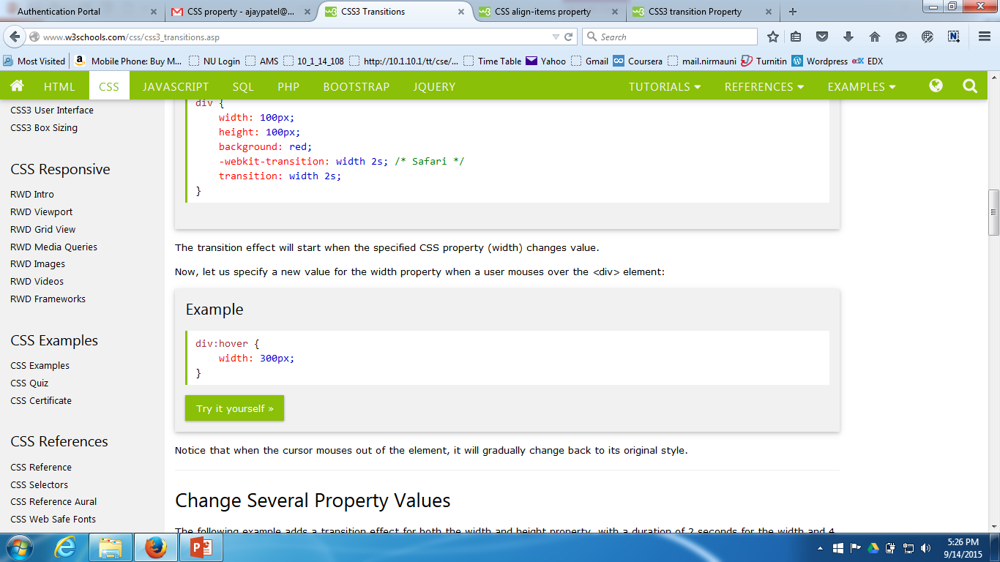 Authentication Portal
CSS property - ajaypatel@...
CSS3 Transitions
CSS align-items property
CSS3 transition Property
www.w3schools.com/css/css3_transitions.asp
Search
Most Visited
Mobile Phone: Buy M...
NU Login
AMS
10_1_14_108
http://10.1.10.1/tt/cse/...
Time Table
Yahoo
Gmail
Coursera
mail.nirmauni
Turnitin
Wordpress
EDX
HTML CSS JAVASCRIPT SQL PHP BOOTSTRAP JQUERY TUTORIALS REFERENCES EXAMPLES
CSS3 User Interface
CSS3 Box Sizing
CSS Responsive
RWD Intro
RWD Viewport
RWD Grid View
RWD Media Queries
RWD Images
RWD Videos
RWD Frameworks
CSS Examples
CSS Examples
CSS Quiz
CSS Certificate
CSS References
CSS Reference
CSS Selectors
CSS Reference Aural
CSS Web Safe Fonts
div {
    width: 100px;
    height: 100px;
    background: red;
    -webkit-transition: width 2s; /* Safari */
    transition: width 2s;
}
The transition effect will start when the specified CSS property (width) changes value.
Now, let us specify a new value for the width property when a user mouses over the <div> element:
Example
div:hover {
    width: 300px;
}
Try it yourself »
Notice that when the cursor mouses out of the element, it will gradually change back to its original style.
Change Several Property Values
The following example adds a transition effect for both the width and height property, with a duration of 2 seconds for the width and 4
5:26 PM
9/14/2015